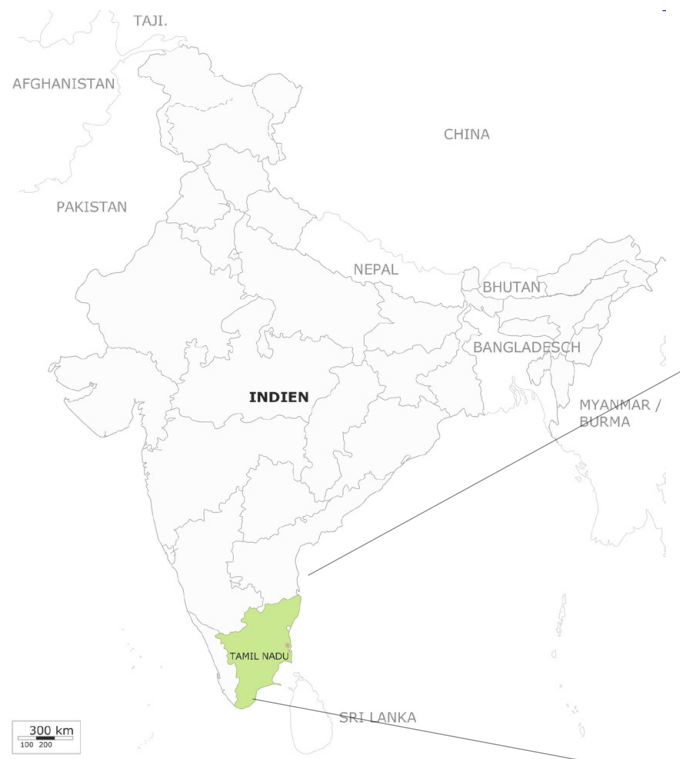 TAJI.
AFGHANISTAN
CHINA
PAKISTAN
NEPAL
BHUTAN
BANGLADESCH
INDIEN
MYANMAR /
BURMA
TAMIL NADU
SRI LANKA
300 km
100 200